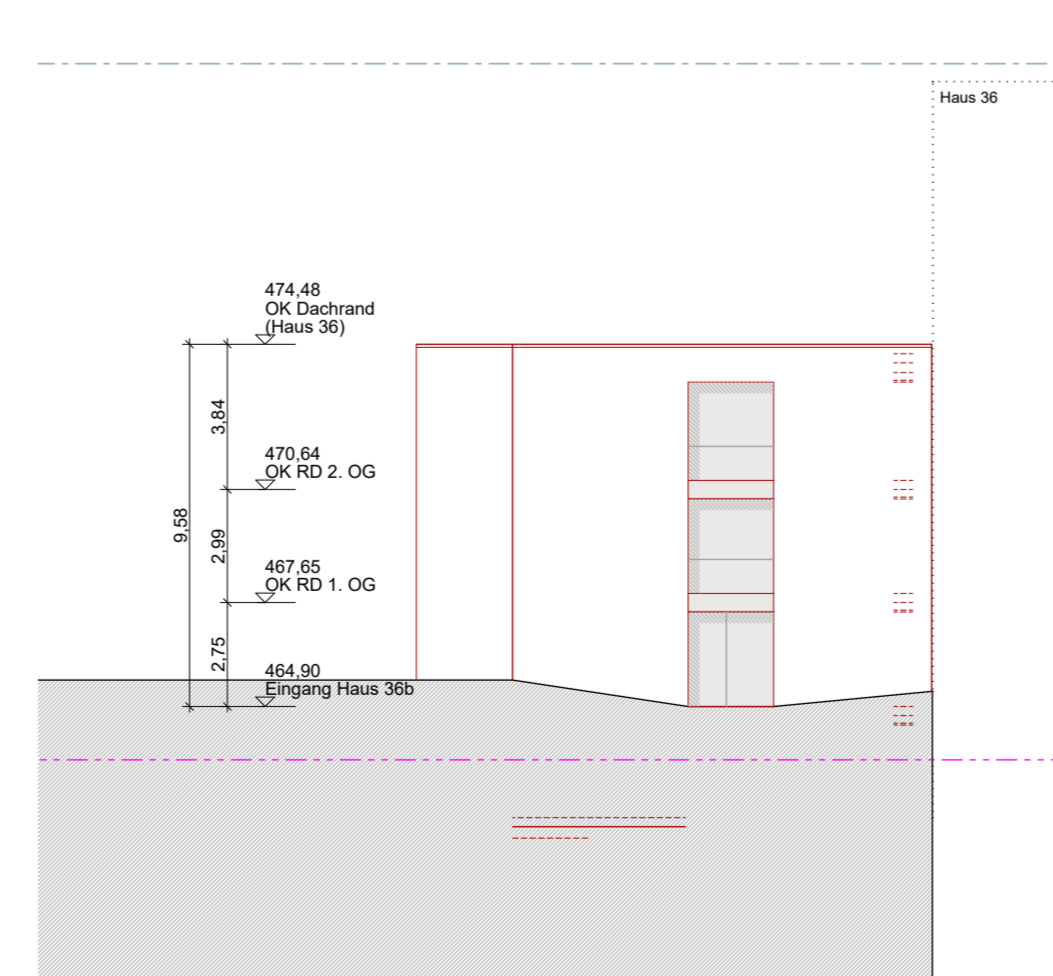 Haus 36
474,48
OK Dachrand
(Haus 36)
3,84
470,64
OK RD 2. OG
9,58
2,99
467,65
OK RD 1. OG
2,75
464,90
Eingang Haus 36b